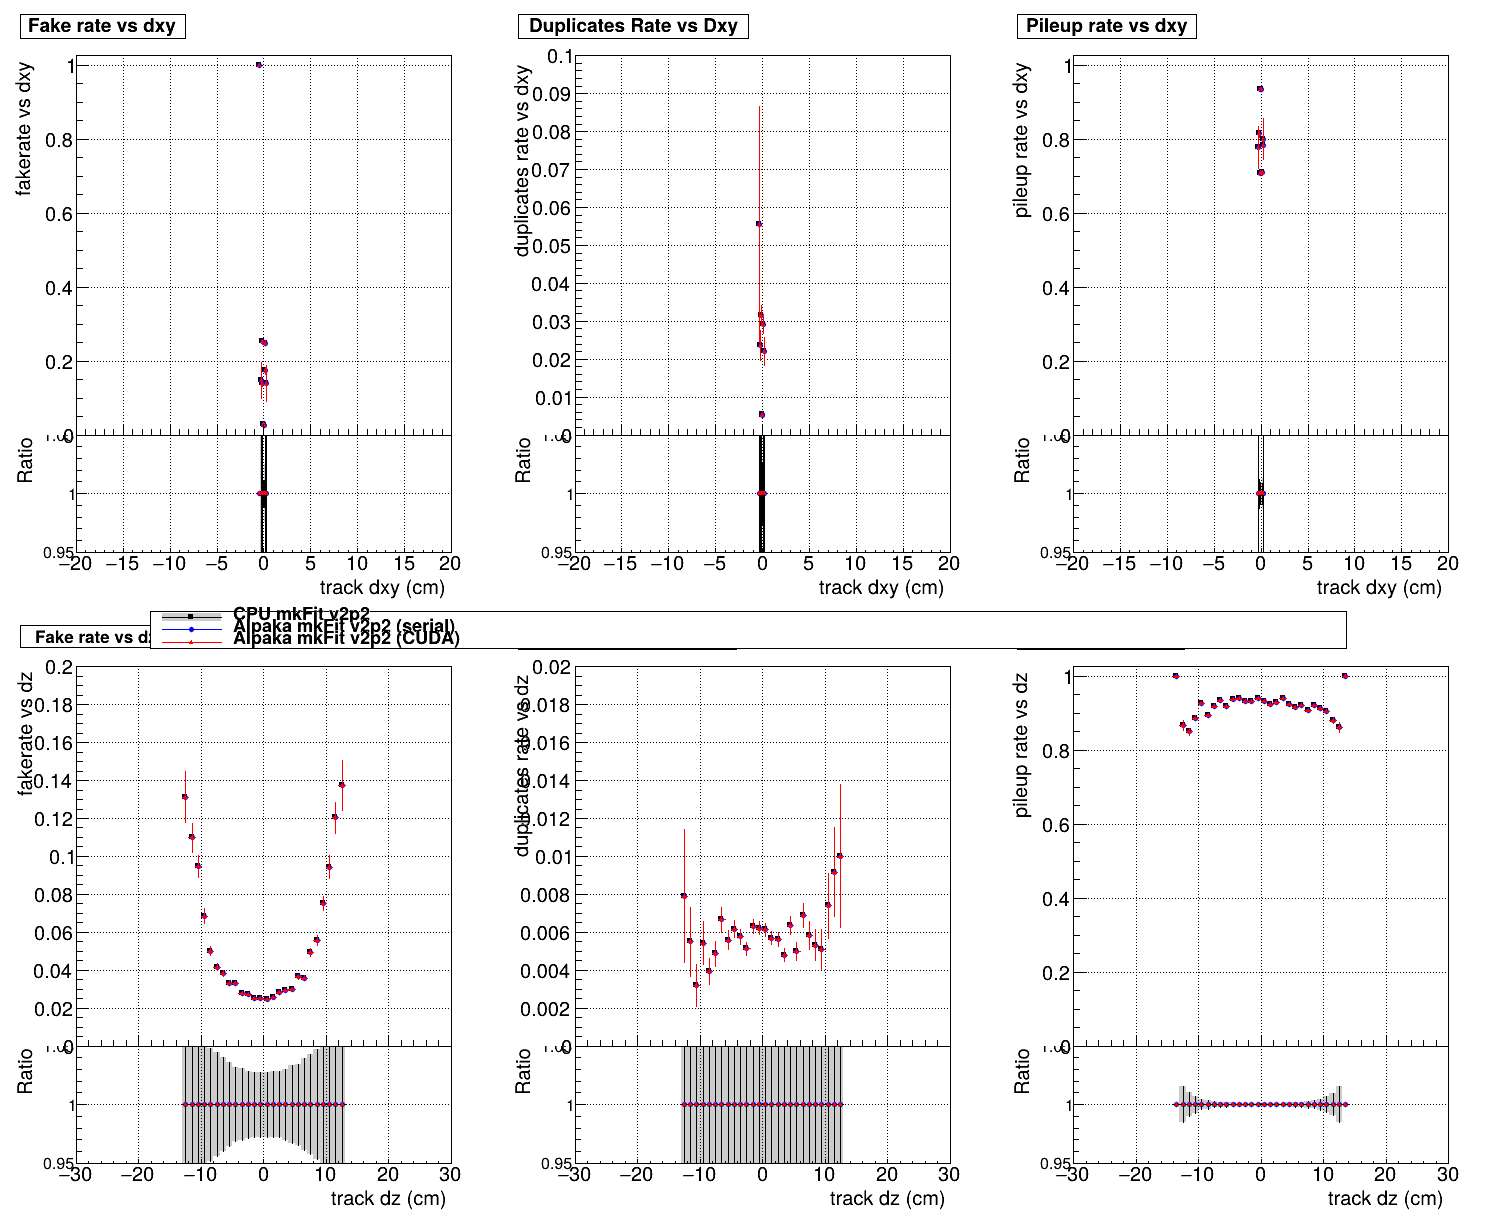 Fake rate vs dxy
Duplicates Rate vs Dxy
Pileup rate vs dxy
fakerate vs dxy
1
0.8
0.6
0.4
0.2
0
Ratio
1
0.95
−20 −15 −10 −5 0 5 10 15 20
track dxy (cm)
duplicates rate vs dxy
0.1
0.09
0.08
0.07
0.06
0.05
0.04
0.03
0.02
0.01
0
Ratio
1
0.95
−20 −15 −10 −5 0 5 10 15 20
track dxy (cm)
pileup rate vs dxy
1
0.8
0.6
0.4
0.2
0
Ratio
1
0.95
−20 −15 −10 −5 0 5 10 15 20
track dxy (cm)
CPU mkFit v2p2
Alpaka mkFit v2p2 (serial)
Alpaka mkFit v2p2 (CUDA)
Fake rate vs dz
fakerate vs dz
0.2
0.18
0.16
0.14
0.12
0.1
0.08
0.06
0.04
0.02
0
Ratio
1
0.95
−30 −20 −10 0 10 20 30
track dz (cm)
duplicates rate vs dz
0.02
0.018
0.016
0.014
0.012
0.01
0.008
0.006
0.004
0.002
0
Ratio
1
0.95
−30 −20 −10 0 10 20 30
track dz (cm)
pileup rate vs dz
1
0.8
0.6
0.4
0.2
0
Ratio
1
0.95
−30 −20 −10 0 10 20 30
track dz (cm)